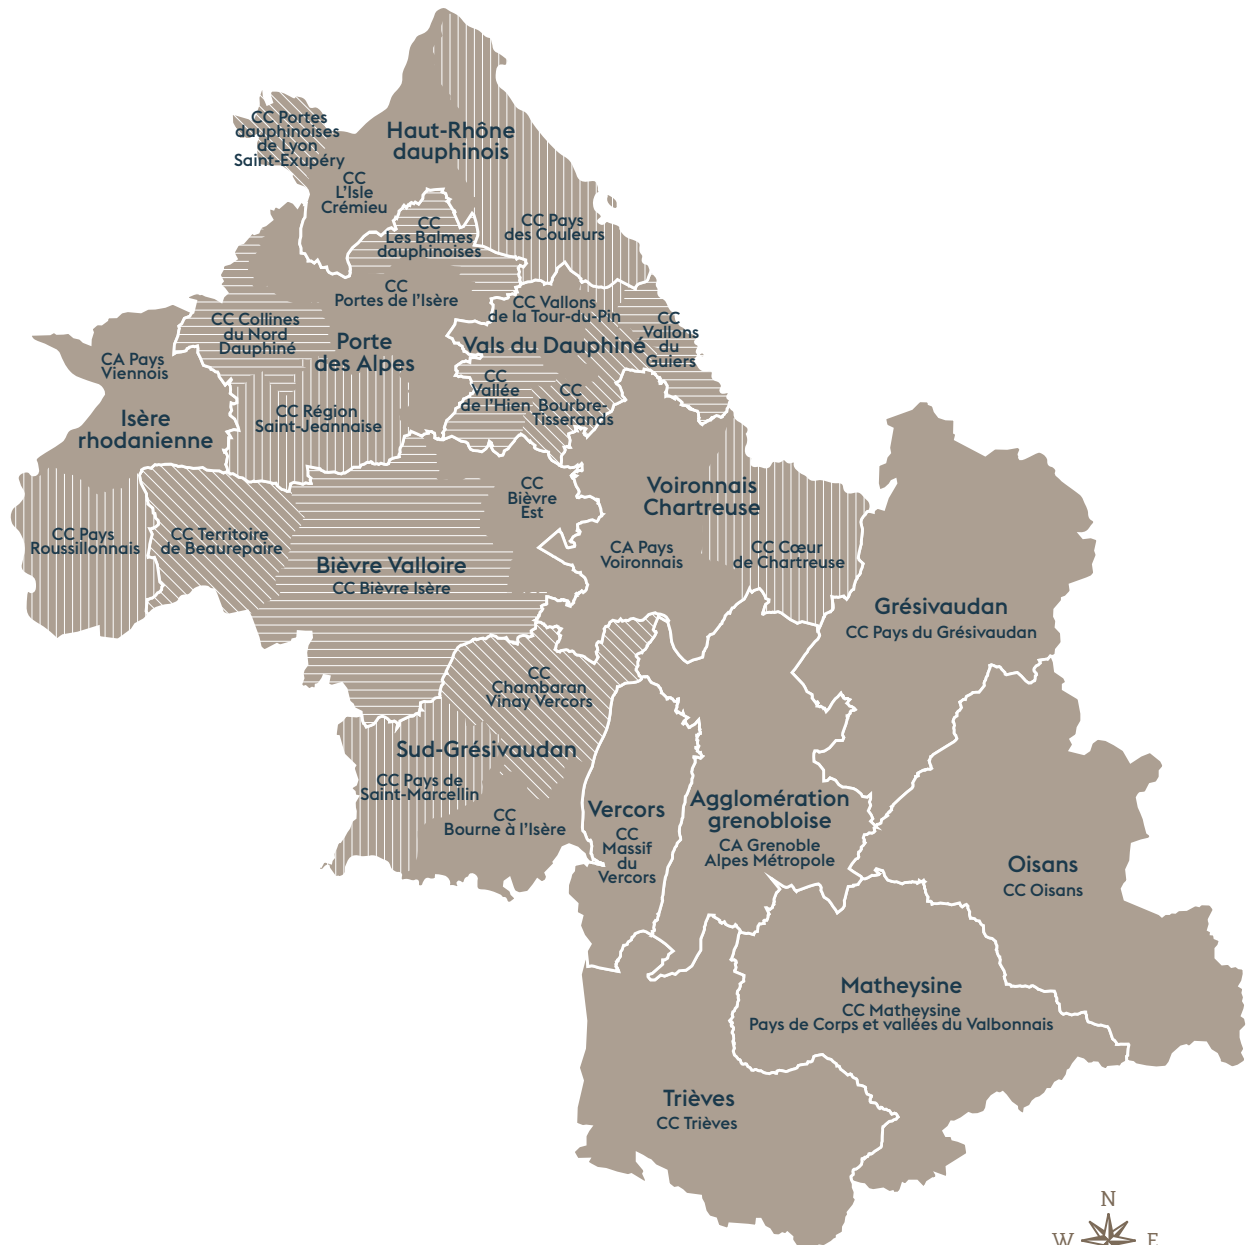 CC Portes
dauphinoises
de Lyon
Saint-Exupéry
Haut-Rhône
dauphinois
CC
L'Isle
Crémieu
CC
Les Balmes
dauphinoises
CC Pays
des Couleurs
CC
Portes de l'Isère
CC Collines
du Nord
Dauphiné
Porte
des Alpes
CC Vallons
de la Tour-du-Pin
Vals du Dauphiné
CC
Vallons
du
Guiers
CC
Vallée
de l'Hien
CC
Bourbre-
Tisserands
CA Pays
Viennois
Isère
rhodanienne
CC Région
Saint-Jeannaise
CC Pays
Roussillonnais
CC Territoire
de Beaurepaire
CC
Bièvre
Est
Bièvre Valloire
CC Bièvre Isère
Voironnais
Chartreuse
CA Pays
Voironnais
CC Cœur
de Chartreuse
Grésivaudan
CC Pays du Grésivaudan
CC
Chambaran
Vinay Vercors
Sud-Grésivaudan
CC Pays de
Saint-Marcellin
CC
Bourne à l'Isère
Vercors
CC
Massif
du
Vercors
Agglomération
grenobloise
CA Grenoble
Alpes Métropole
Oisans
CC Oisans
Matheysine
CC Matheysine
Pays de Corps et vallées du Valbonnais
Trièves
CC Trièves
N
W E